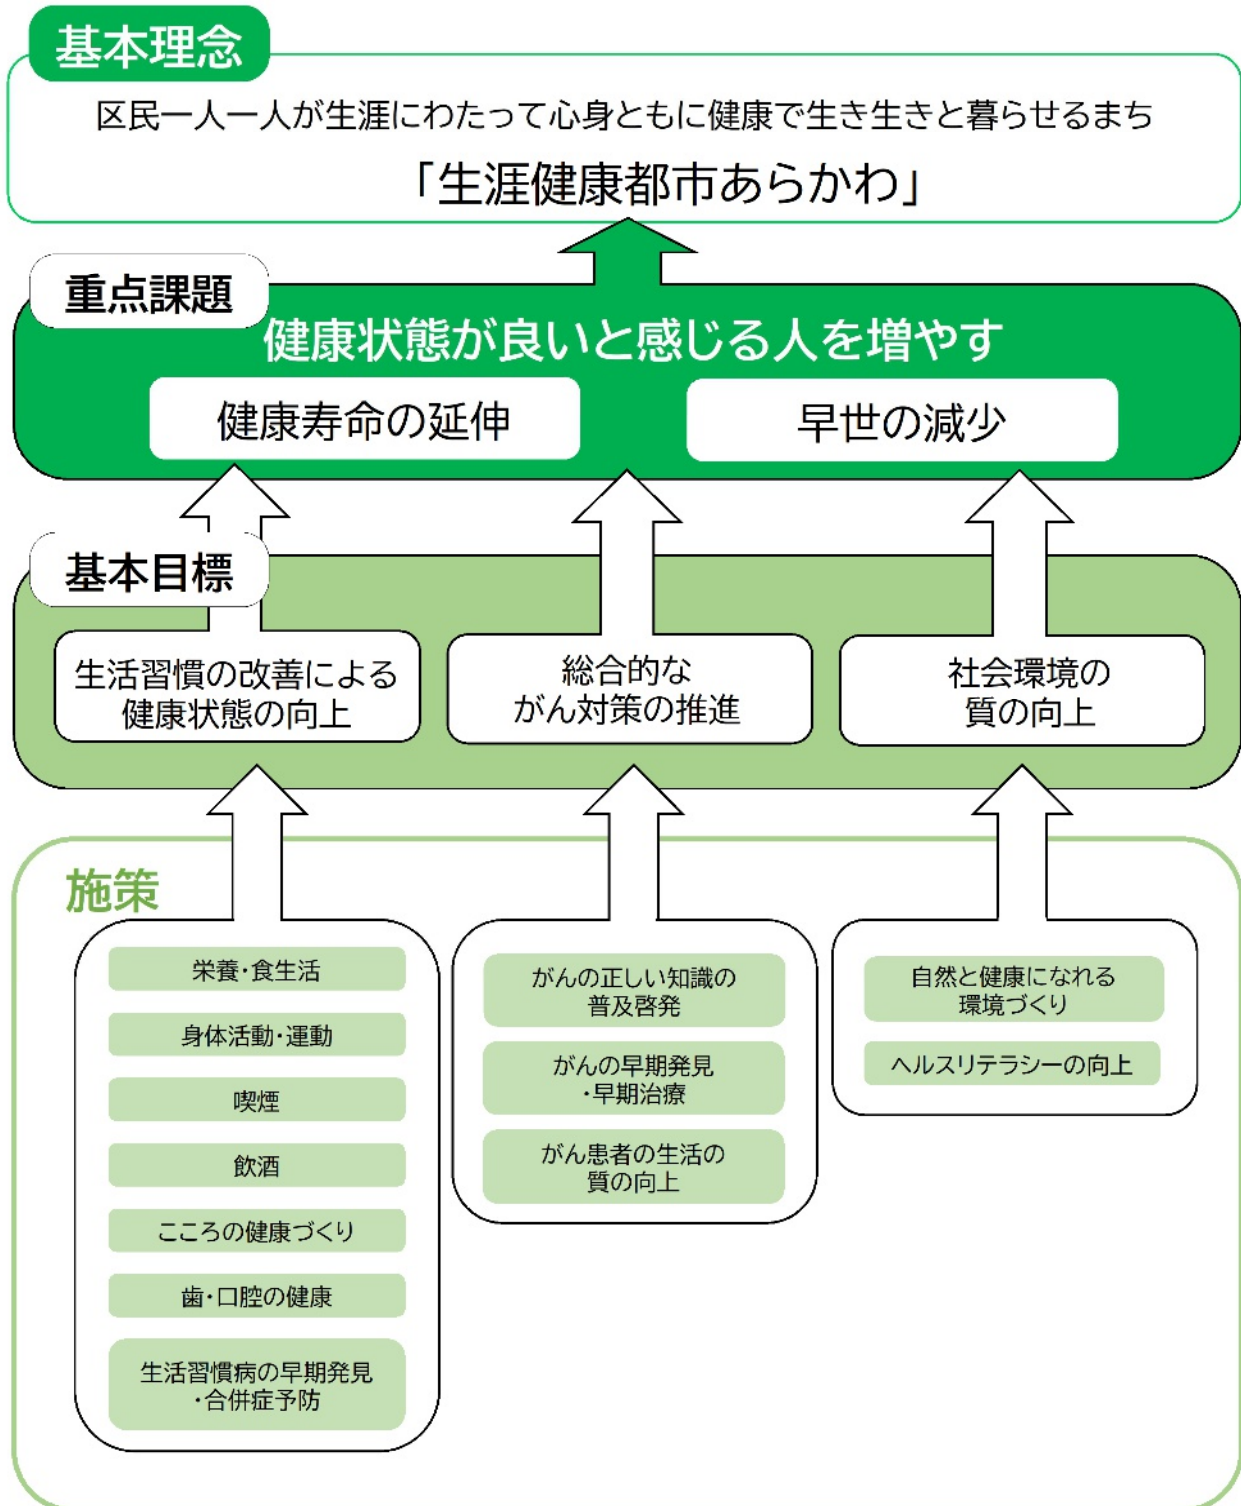 基本理念
区民一人一人が生涯にわたって心身ともに健康で生き生きと暮らせるまち
「生涯健康都市あらかわ」
重点課題
健康状態が良いと感じる人を増やす
健康寿命の延伸
早世の減少
基本目標
生活習慣の改善による
健康状態の向上
総合的な
がん対策の推進
社会環境の
質の向上
施策
栄養・食生活
身体活動・運動
喫煙
飲酒
こころの健康づくり
歯・口腔の健康
生活習慣病の早期発見
・合併症予防
がんの正しい知識の
普及啓発
がんの早期発見
・早期治療
がん患者の生活の
質の向上
自然と健康になれる
環境づくり
ヘルスリテラシーの向上